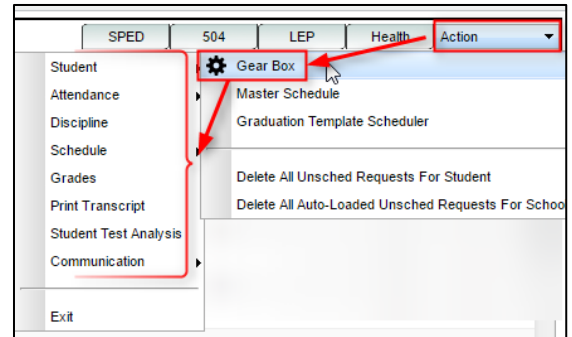 SPED 504 LEP Health Action
Student
Gear Box
Attendance
Master Schedule
Discipline
Graduation Template Scheduler
Schedule
Grades
Delete All Unsched Requests For Student
Print Transcript
Delete All Auto-Loaded Unsched Requests For Schoo
Student Test Analysis
Communication
Exit